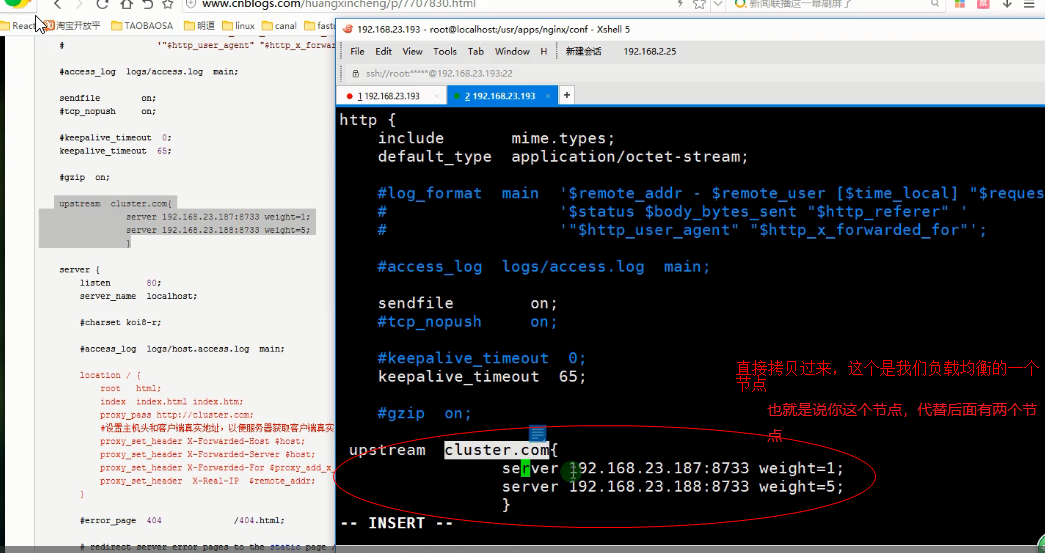 www.cnblogs.com/huangxincheng/p/7707830.html
新闻联播这一幕刷屏了
React
淘宝开放平
TAOBAOSA
明道
linux
canal
# '"$http_user_agent" "$http_x_forwa
#access_log logs/access.log main;
sendfile on;
#tcp_nopush on;
#keepalive_timeout 0;
keepalive_timeout 65;
#gzip on;
upstream cluster.com{
server 192.168.23.187:8733 weight=1;
server 192.168.23.188:8733 weight=5;
}
server {
listen 80;
server_name localhost;
#charset koi8-r;
#access_log logs/host.access.log main;
location / {
root html;
index index.html index.htm;
proxy_pass http://cluster.com;
#设置主机头和客户端真实地址，以便服务器获取客户端真实
proxy_set_header X-Forwarded-Host $host;
proxy_set_header X-Forwarded-Server $host;
proxy_set_header X-Forwarded-For $proxy_add_x_
proxy_set_header X-Real-IP $remote_addr;
}
#error_page 404 /404.html;
# redirect server error pages to the static page /
192.168.23.193 - root@localhost:/usr/apps/nginx/conf - Xshell 5
File Edit View Tools Tab Window H 新建会话 192.168.2.25
ssh://root:*****@192.168.23.193:22
1 192.168.23.193
2 192.168.23.193
http {
include mime.types;
default_type application/octet-stream;
#log_format main '$remote_addr - $remote_user [$time_local] "$reques
# '$status $body_bytes_sent "$http_referer" '
# '"$http_user_agent" "$http_x_forwarded_for"';
#access_log logs/access.log main;
sendfile on;
#tcp_nopush on;
#keepalive_timeout 0;
keepalive_timeout 65;
#gzip on;
upstream cluster.com{
server 192.168.23.187:8733 weight=1;
server 192.168.23.188:8733 weight=5;
}
-- INSERT --
直接拷贝过来，这个是我们负载均衡的一个
节点
也就是说你这个节点，代替后面有两个节
点